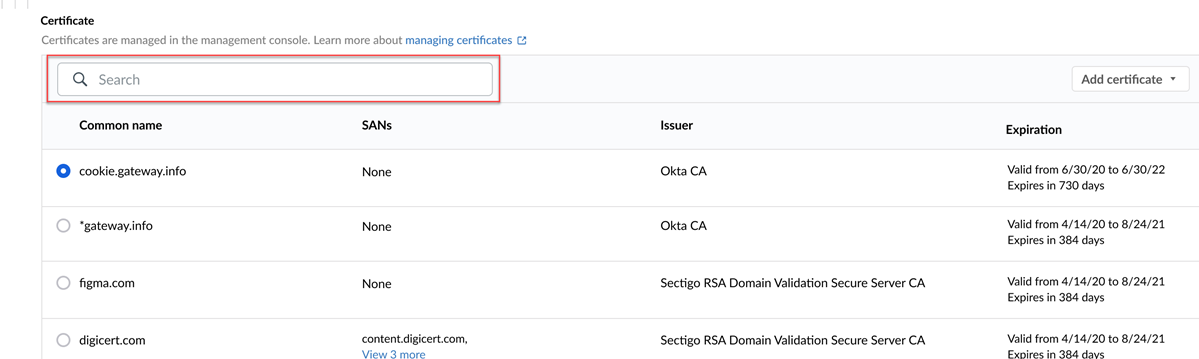 Certificate
Certificates are managed in the management console. Learn more about managing certificates
Search
Add certificate
Common name SANs Issuer Expiration
cookie.gateway.info None Okta CA Valid from 6/30/20 to 6/30/22
Expires in 730 days
*gateway.info None Okta CA Valid from 4/14/20 to 8/24/21
Expires in 384 days
figma.com None Sectigo RSA Domain Validation Secure Server CA Valid from 4/14/20 to 8/24/21
Expires in 384 days
digicert.com content.digicert.com, Sectigo RSA Domain Validation Secure Server CA Valid from 4/14/20 to 8/24/21
View 3 more Expires in 384 days